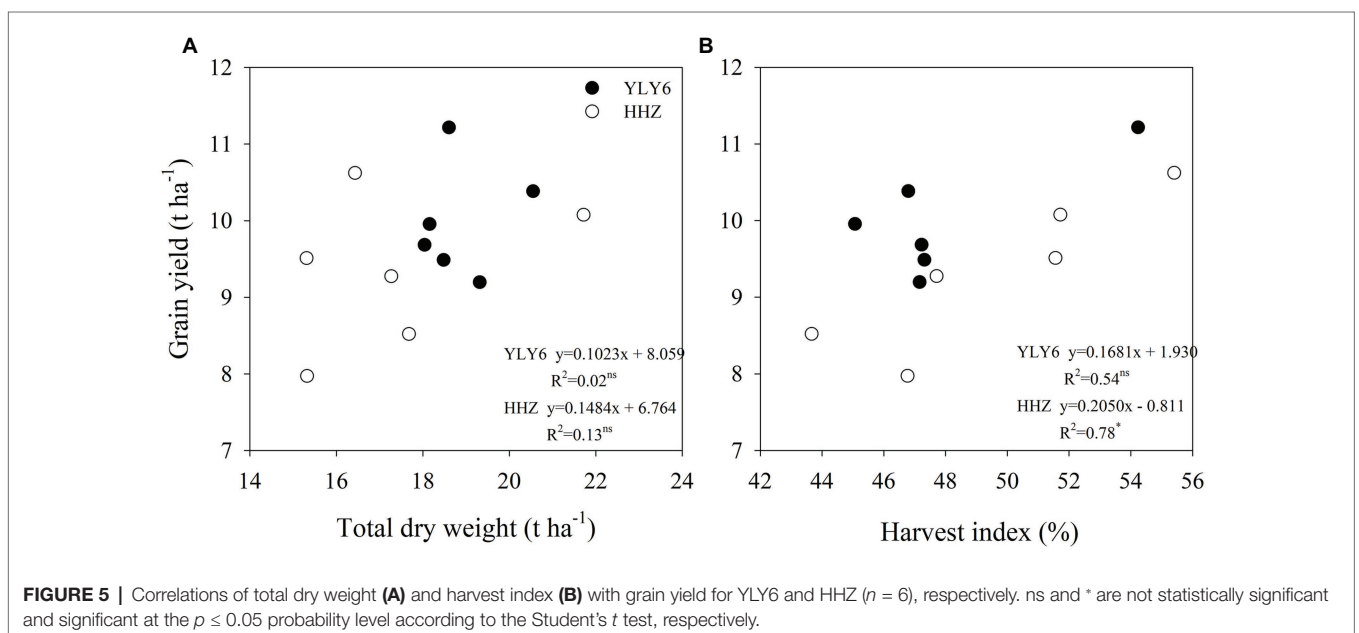 A
B
12
11
10
9
8
7
Grain yield (t ha⁻¹)
YLY6
HHZ
YLY6 y=0.1023x + 8.059
R²=0.02ⁿˢ
HHZ y=0.1484x + 6.764
R²=0.13ⁿˢ
14 16 18 20 22 24
Total dry weight (t ha⁻¹)
12
11
10
9
8
7
YLY6 y=0.1681x + 1.930
R²=0.54ⁿˢ
HHZ y=0.2050x - 0.811
R²=0.78*
42 44 46 48 50 52 54 56
Harvest index (%)
FIGURE 5 | Correlations of total dry weight (A) and harvest index (B) with grain yield for YLY6 and HHZ (n = 6), respectively. ns and * are not statistically significant
and significant at the p ≤ 0.05 probability level according to the Student's t test, respectively.